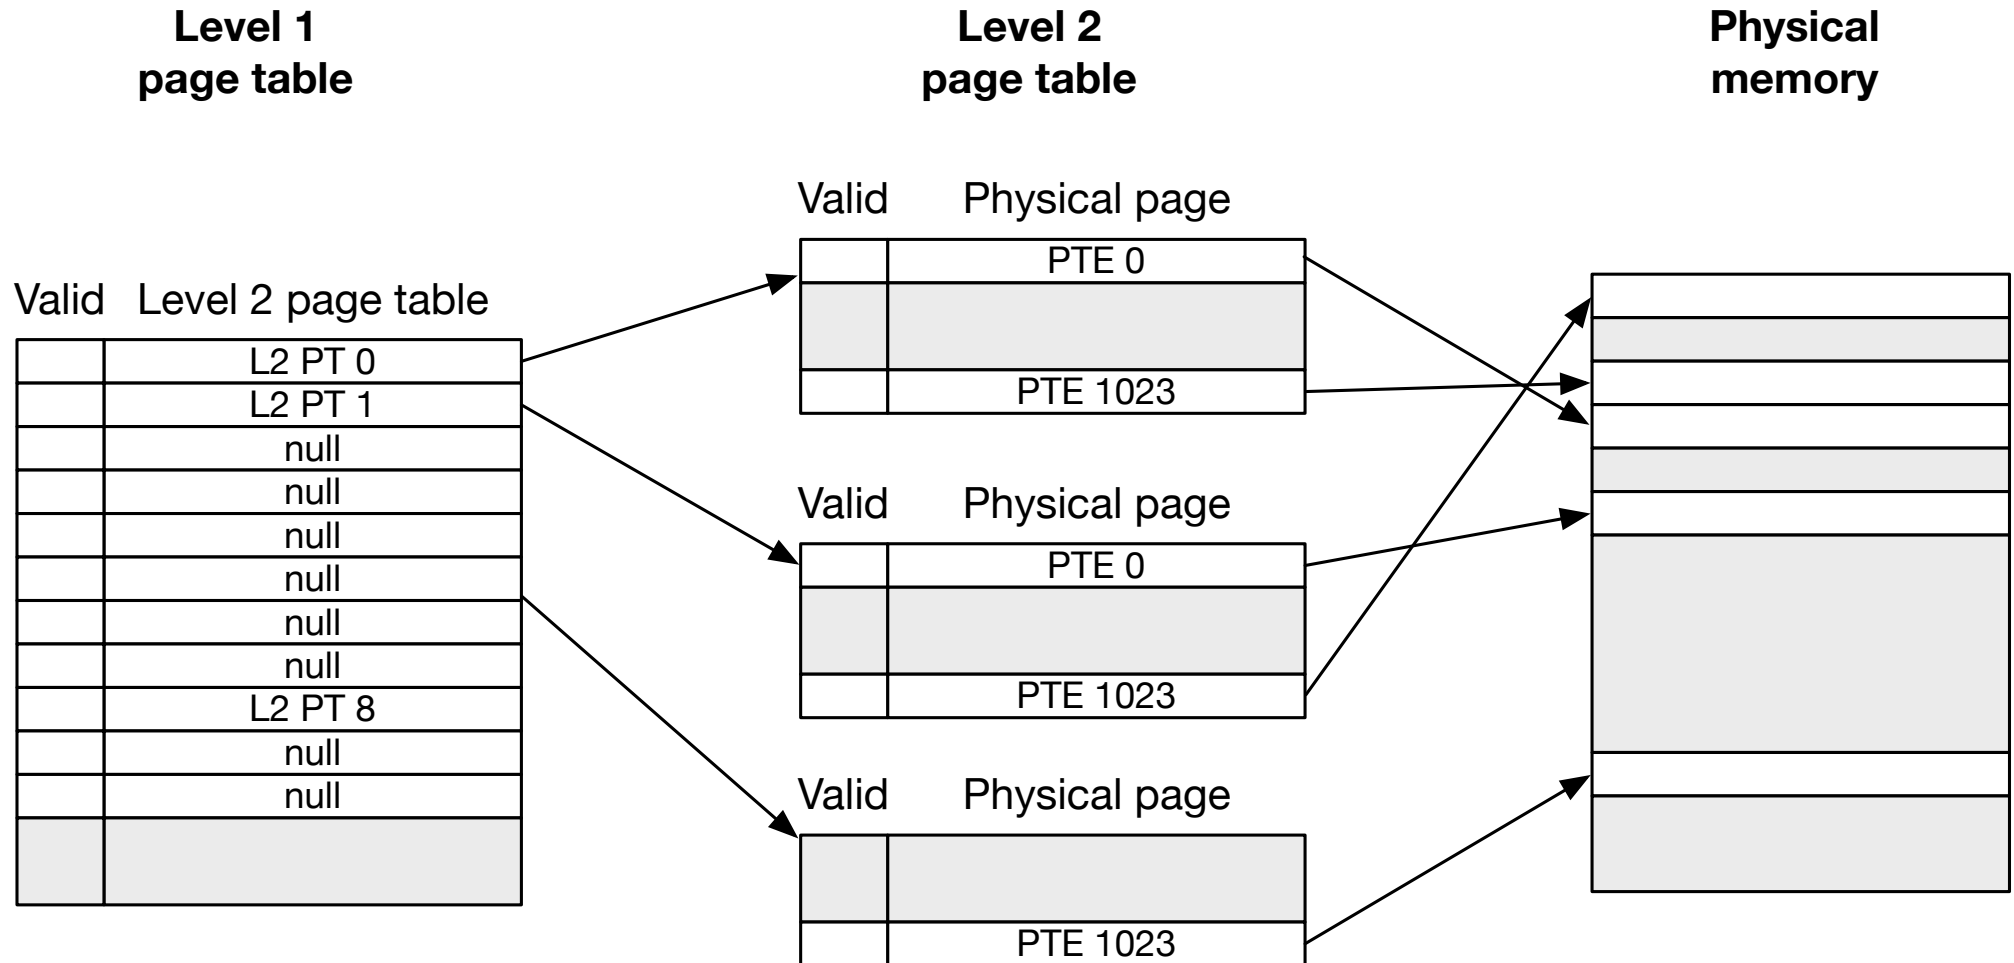 Level 1
page table
Level 2
page table
Physical
memory
Valid Level 2 page table
L2 PT 0
L2 PT 1
null
null
null
null
null
null
L2 PT 8
null
null
Valid Physical page
PTE 0
PTE 1023
Valid Physical page
PTE 0
PTE 1023
Valid Physical page
PTE 1023